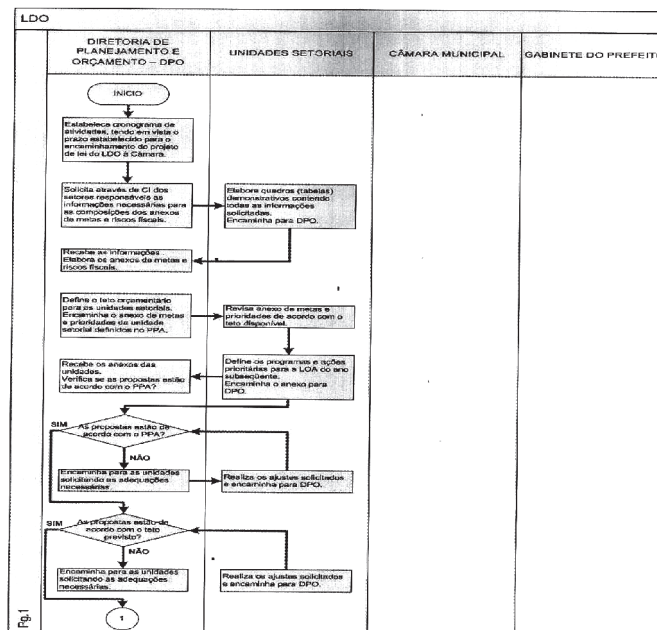 LDO
DIRETORIA DE
PLANEJAMENTO E
ORÇAMENTO – DPO
UNIDADES SETORIAIS
CÂMARA MUNICIPAL
GABINETE DO PREFEIT
INÍCIO
Estabelece cronograma de
atividades, tendo em vista o
prazo estabelecido para o
encaminhamento do projeto
de lei do LDO à Câmara.
Solicita através de CI dos
setores responsáveis as
informações necessárias para
as composições dos anexos
de metas e riscos fiscais.
Elabora quadros (tabelas)
demonstrativos contendo
todas as informações
solicitadas.
Encaminha para DPO.
Recebe as informações
Elabora os anexos de metas e
riscos fiscais.
Define o teto orçamentário
para as unidades setoriais.
Encaminha o anexo de metas
e prioridades da unidade
setorial definidos no PPA.
Revisa anexo de metas e
prioridades de acordo com o
teto disponível.
Recebe os anexos das
unidades.
Verifica se as propostas estão
de acordo com o PPA?
Define os programas e ações
prioritárias para a LOA do ano
subseqüente.
Encaminha o anexo para
DPO.
SIM
As propostas estão de
acordo com o PPA?
NÃO
Encaminha para as unidades
solicitando as adequações
necessárias.
Realiza os ajustes solicitados
e encaminha para DPO.
SIM
As propostas estão de
acordo com o teto
previsto?
NÃO
Encaminha para as unidades
solicitando as adequações
necessárias.
Realiza os ajustes solicitados
e encaminha para DPO.
1
Pg.1